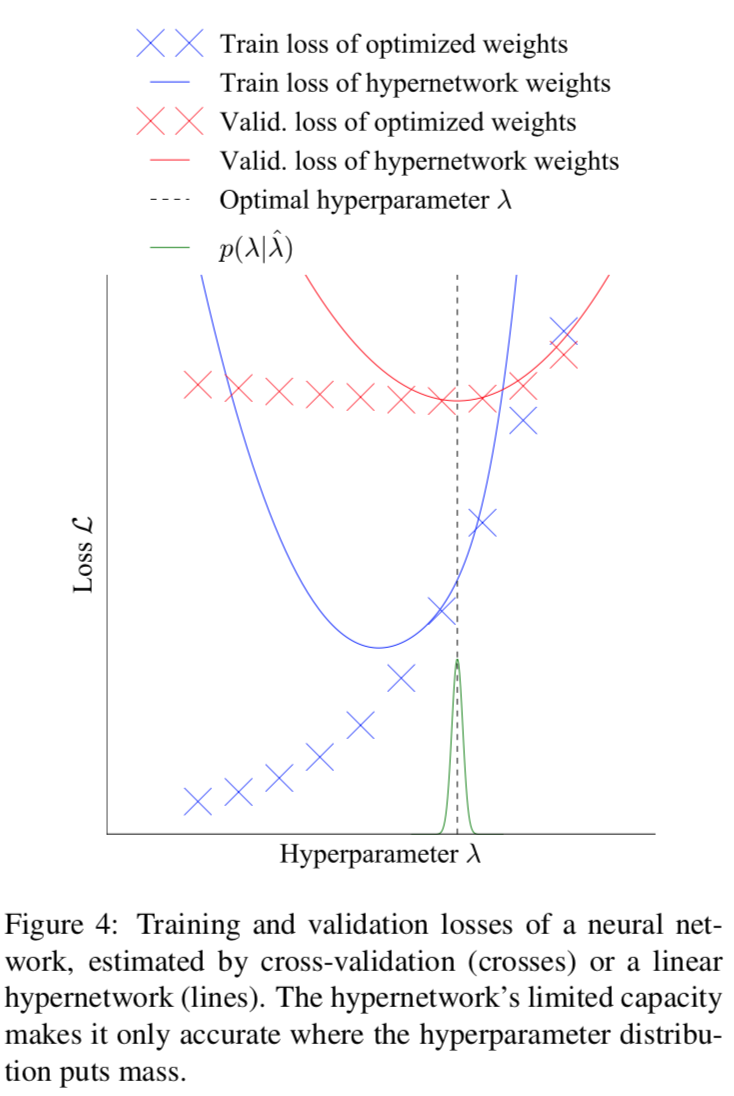 Train loss of optimized weights
Train loss of hypernetwork weights
Valid. loss of optimized weights
Valid. loss of hypernetwork weights
Optimal hyperparameter λ
p(λ|λ̂)
Loss ℒ
Hyperparameter λ
Figure 4: Training and validation losses of a neural net-
work, estimated by cross-validation (crosses) or a linear
hypernetwork (lines). The hypernetwork's limited capacity
makes it only accurate where the hyperparameter distribu-
tion puts mass.